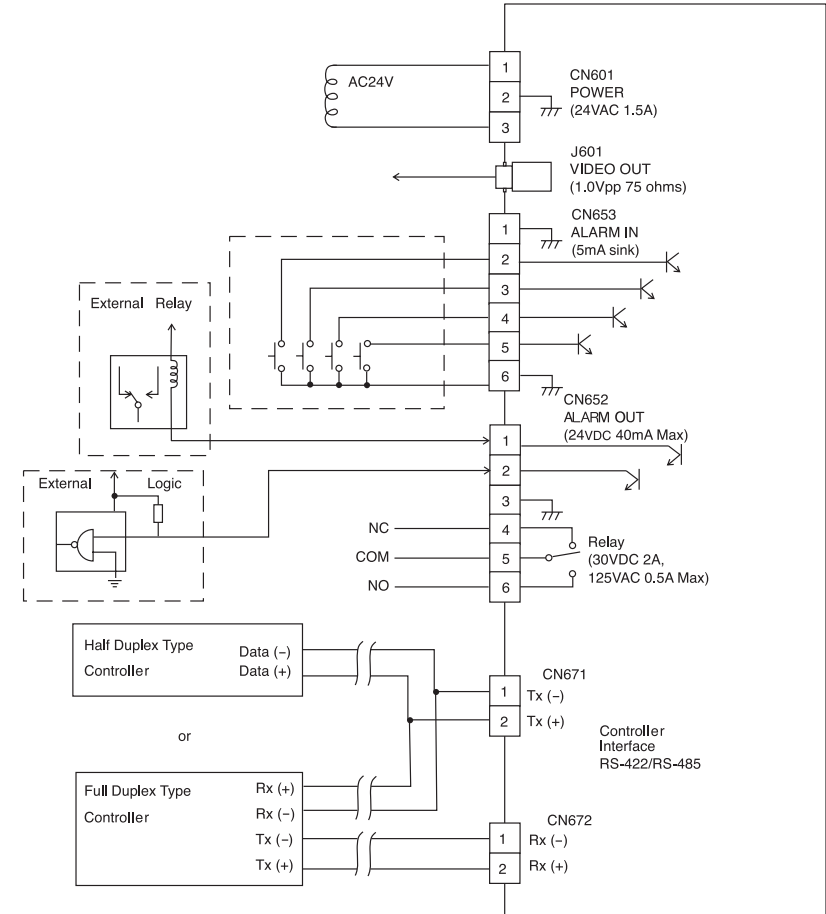 AC24V
1
2
3
CN601
POWER
(24VAC 1.5A)
J601
VIDEO OUT
(1.0Vpp 75 ohms)
CN653
ALARM IN
(5mA sink)
1
2
3
4
5
6
External Relay
CN652
ALARM OUT
(24VDC 40mA Max)
1
2
3
4
5
6
External Logic
NC
COM
NO
Relay
(30VDC 2A,
125VAC 0.5A Max)
Half Duplex Type
Controller
Data (−)
Data (+)
CN671
1 Tx (−)
2 Tx (+)
or
Controller
Interface
RS-422/RS-485
Full Duplex Type
Controller
Rx (+)
Rx (−)
Tx (−)
Tx (+)
CN672
1 Rx (−)
2 Rx (+)